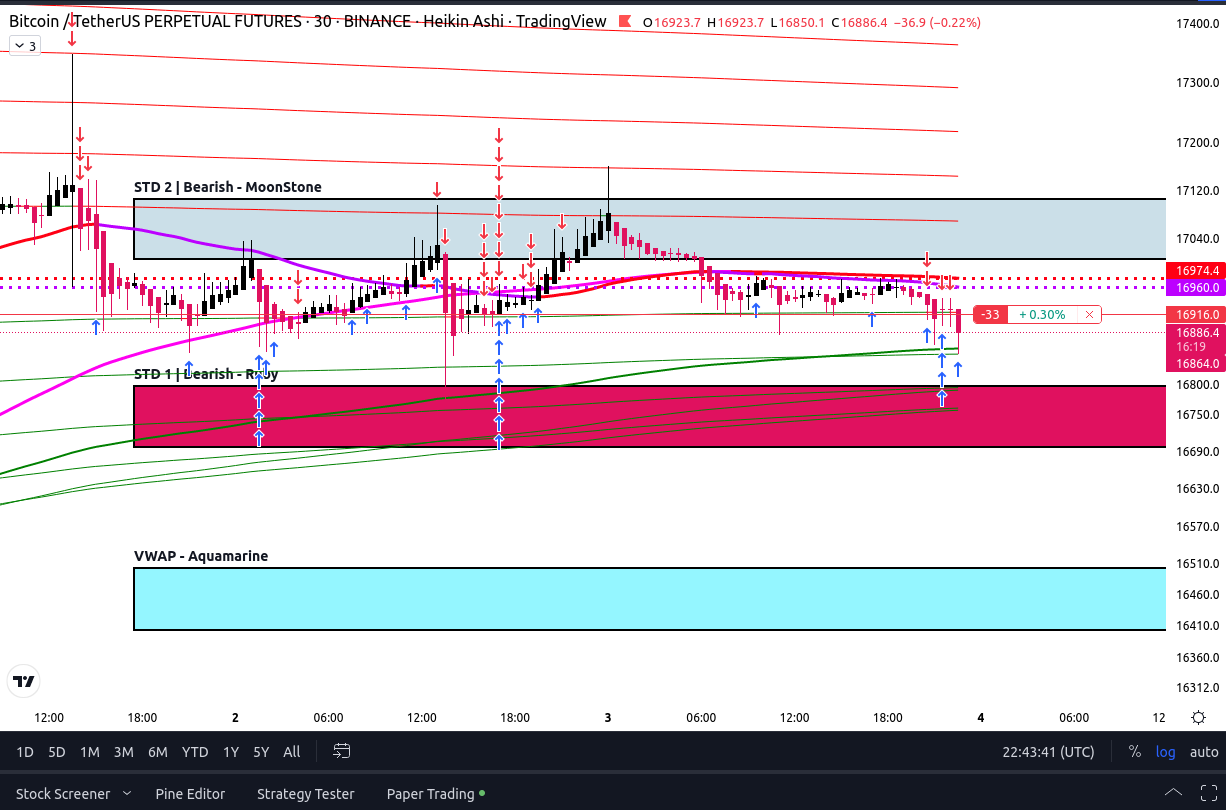 Bitcoin / TetherUS PERPETUAL FUTURES · 30 · BINANCE · Heikin Ashi · TradingView O16923.7 H16923.7 L16850.1 C16886.4 −36.9 (−0.22%)
3
17400.0
17300.0
17200.0
17120.0
17040.0
16974.4
16960.0
16916.0
16886.4
16:19
16864.0
16800.0
16750.0
16690.0
16630.0
16570.0
16510.0
16460.0
16410.0
16360.0
16312.0
STD 2 | Bearish - MoonStone
-33 + 0.30%
STD 1 | Bearish - Ruby
VWAP - Aquamarine
12:00 18:00 2 06:00 12:00 18:00 3 06:00 12:00 18:00 4 06:00 12
1D 5D 1M 3M 6M YTD 1Y 5Y All 22:43:41 (UTC) % log auto
Stock Screener Pine Editor Strategy Tester Paper Trading